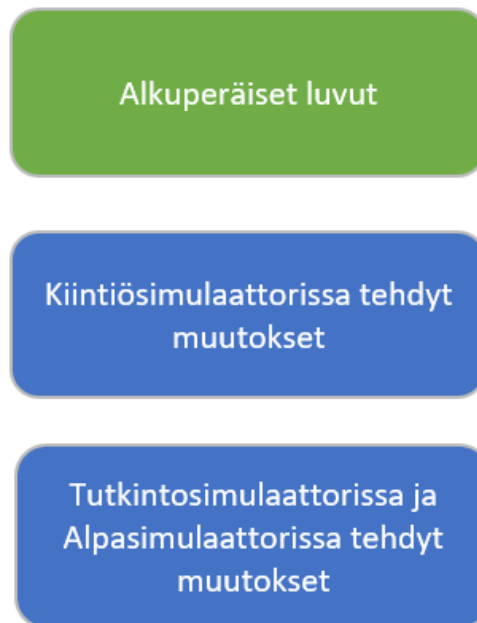 Alkuperäiset luvut
Kiintiösimulaattorissa tehdyt
muutokset
Tutkintosimulaattorissa ja
Alpasimulaattorissa tehdyt
muutokset